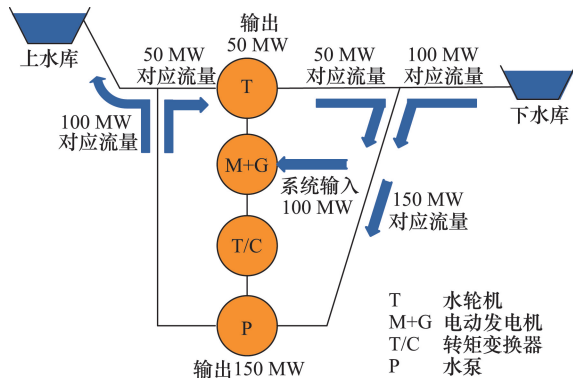 输出
50 MW
上水库
50 MW
对应流量
T
50 MW
对应流量
100 MW
对应流量
下水库
100 MW
对应流量
M+G
系统输入
100 MW
150 MW
对应流量
T/C
P
输出150 MW
T 水轮机
M+G 电动发电机
T/C 转矩变换器
P 水泵